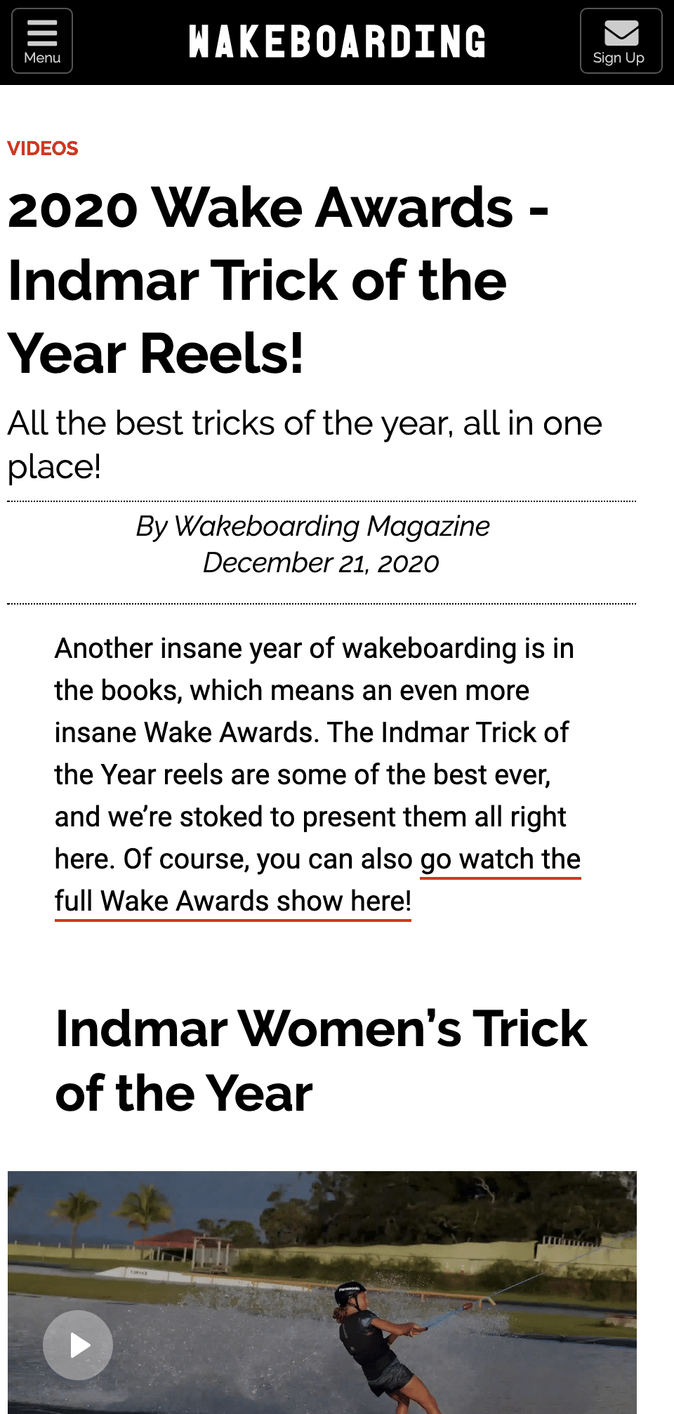 Menu
WAKEBOARDING
Sign Up
VIDEOS
2020 Wake Awards -
Indmar Trick of the
Year Reels!
All the best tricks of the year, all in one
place!
By Wakeboarding Magazine
December 21, 2020
Another insane year of wakeboarding is in
the books, which means an even more
insane Wake Awards. The Indmar Trick of
the Year reels are some of the best ever,
and we’re stoked to present them all right
here. Of course, you can also go watch the
full Wake Awards show here!
Indmar Women’s Trick
of the Year